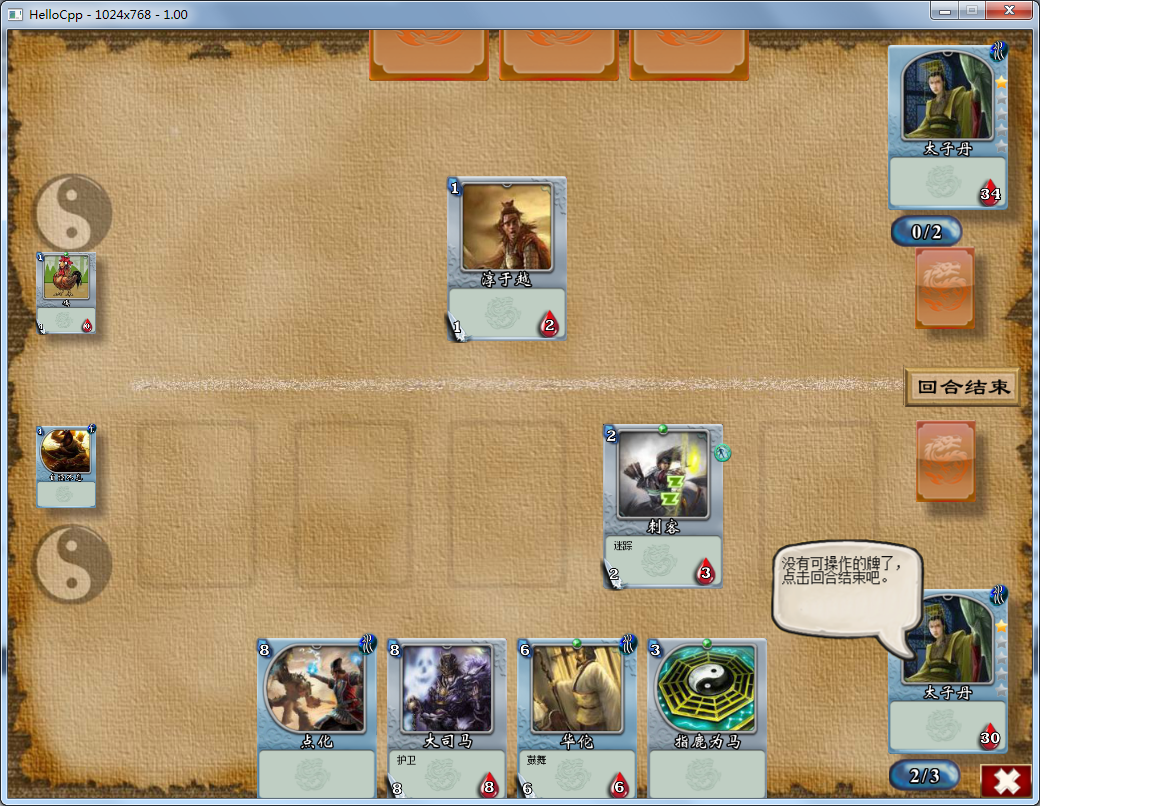 HelloCpp - 1024x768 - 1.00
太子丹
34
0/2
1
淳于越
1
2
1
回合结束
2
刺客
迷踪
2
3
没有可操作的牌了，
点击回合结束吧。
太子丹
30
2/3
8
点化
8
大司马
护卫
8
8
6
华佗
鼓舞
6
6
3
指鹿为马